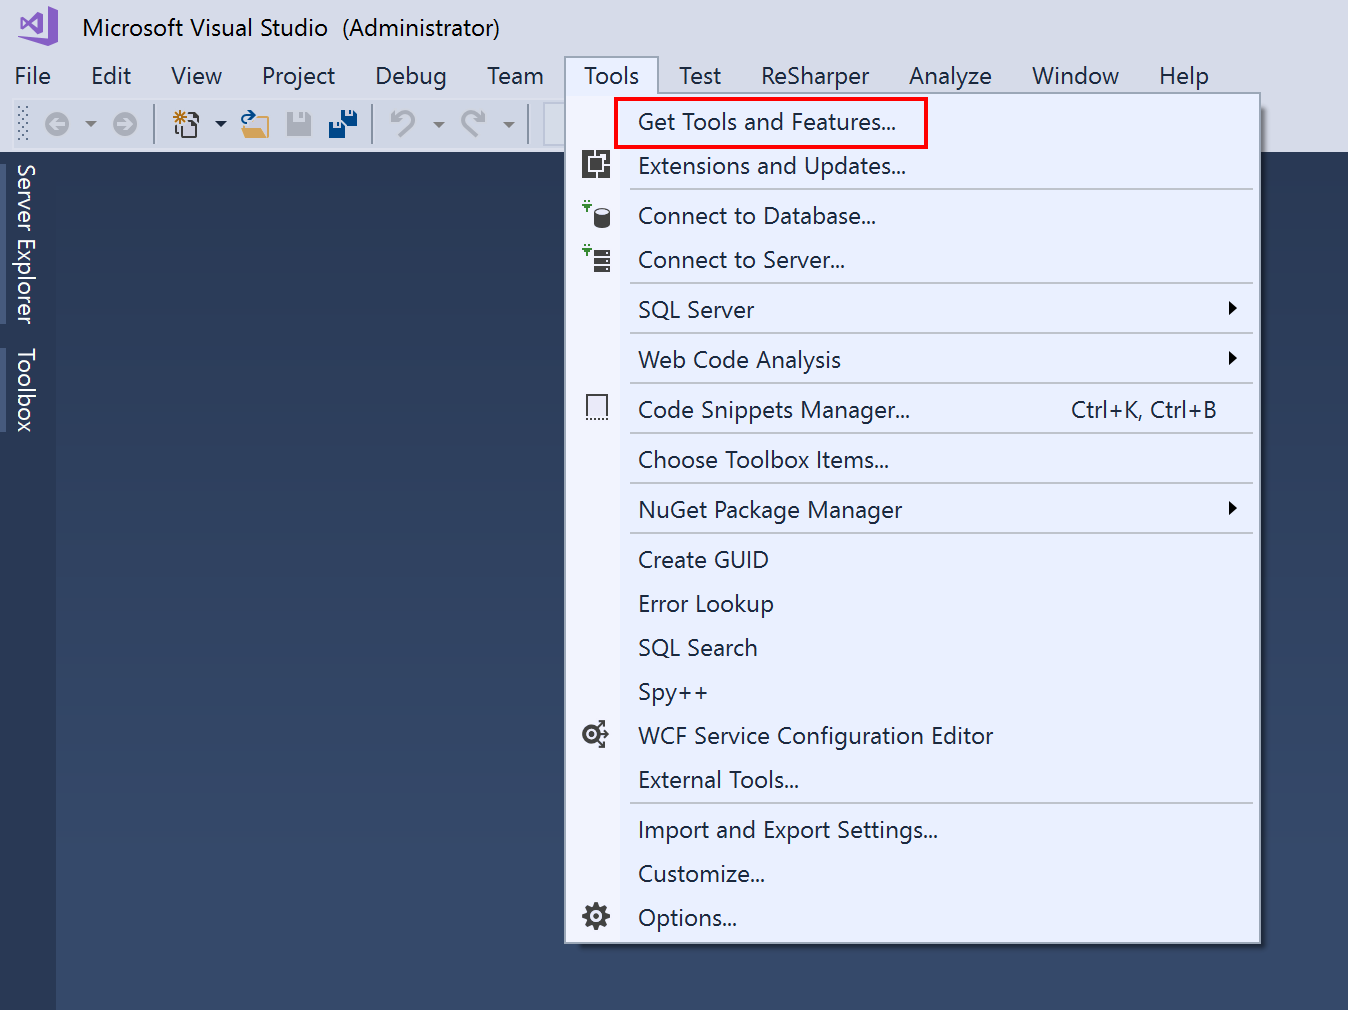 Microsoft Visual Studio (Administrator)
File Edit View Project Debug Team Tools Test ReSharper Analyze Window Help
Server Explorer
Toolbox
Get Tools and Features...
Extensions and Updates...
Connect to Database...
Connect to Server...
SQL Server
Web Code Analysis
Code Snippets Manager... Ctrl+K, Ctrl+B
Choose Toolbox Items...
NuGet Package Manager
Create GUID
Error Lookup
SQL Search
Spy++
WCF Service Configuration Editor
External Tools...
Import and Export Settings...
Customize...
Options...